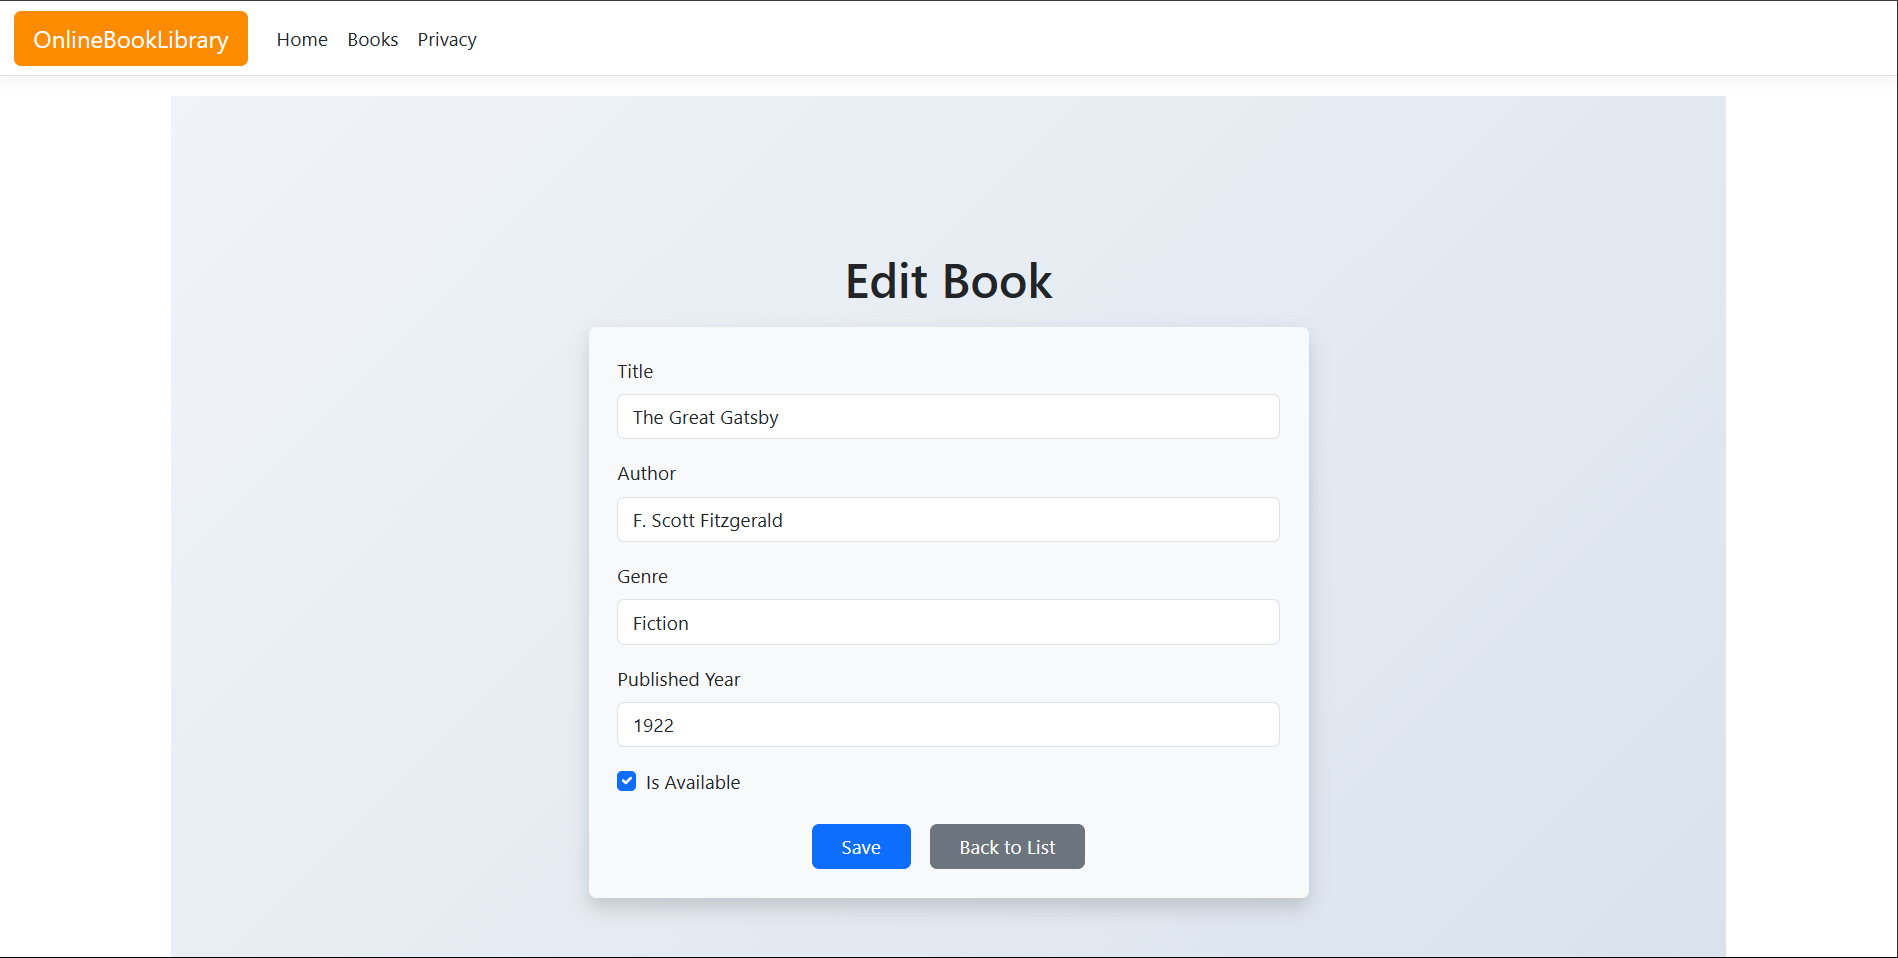 OnlineBookLibrary Home Books Privacy
Edit Book
Title
The Great Gatsby
Author
F. Scott Fitzgerald
Genre
Fiction
Published Year
1922
Is Available
Save Back to List